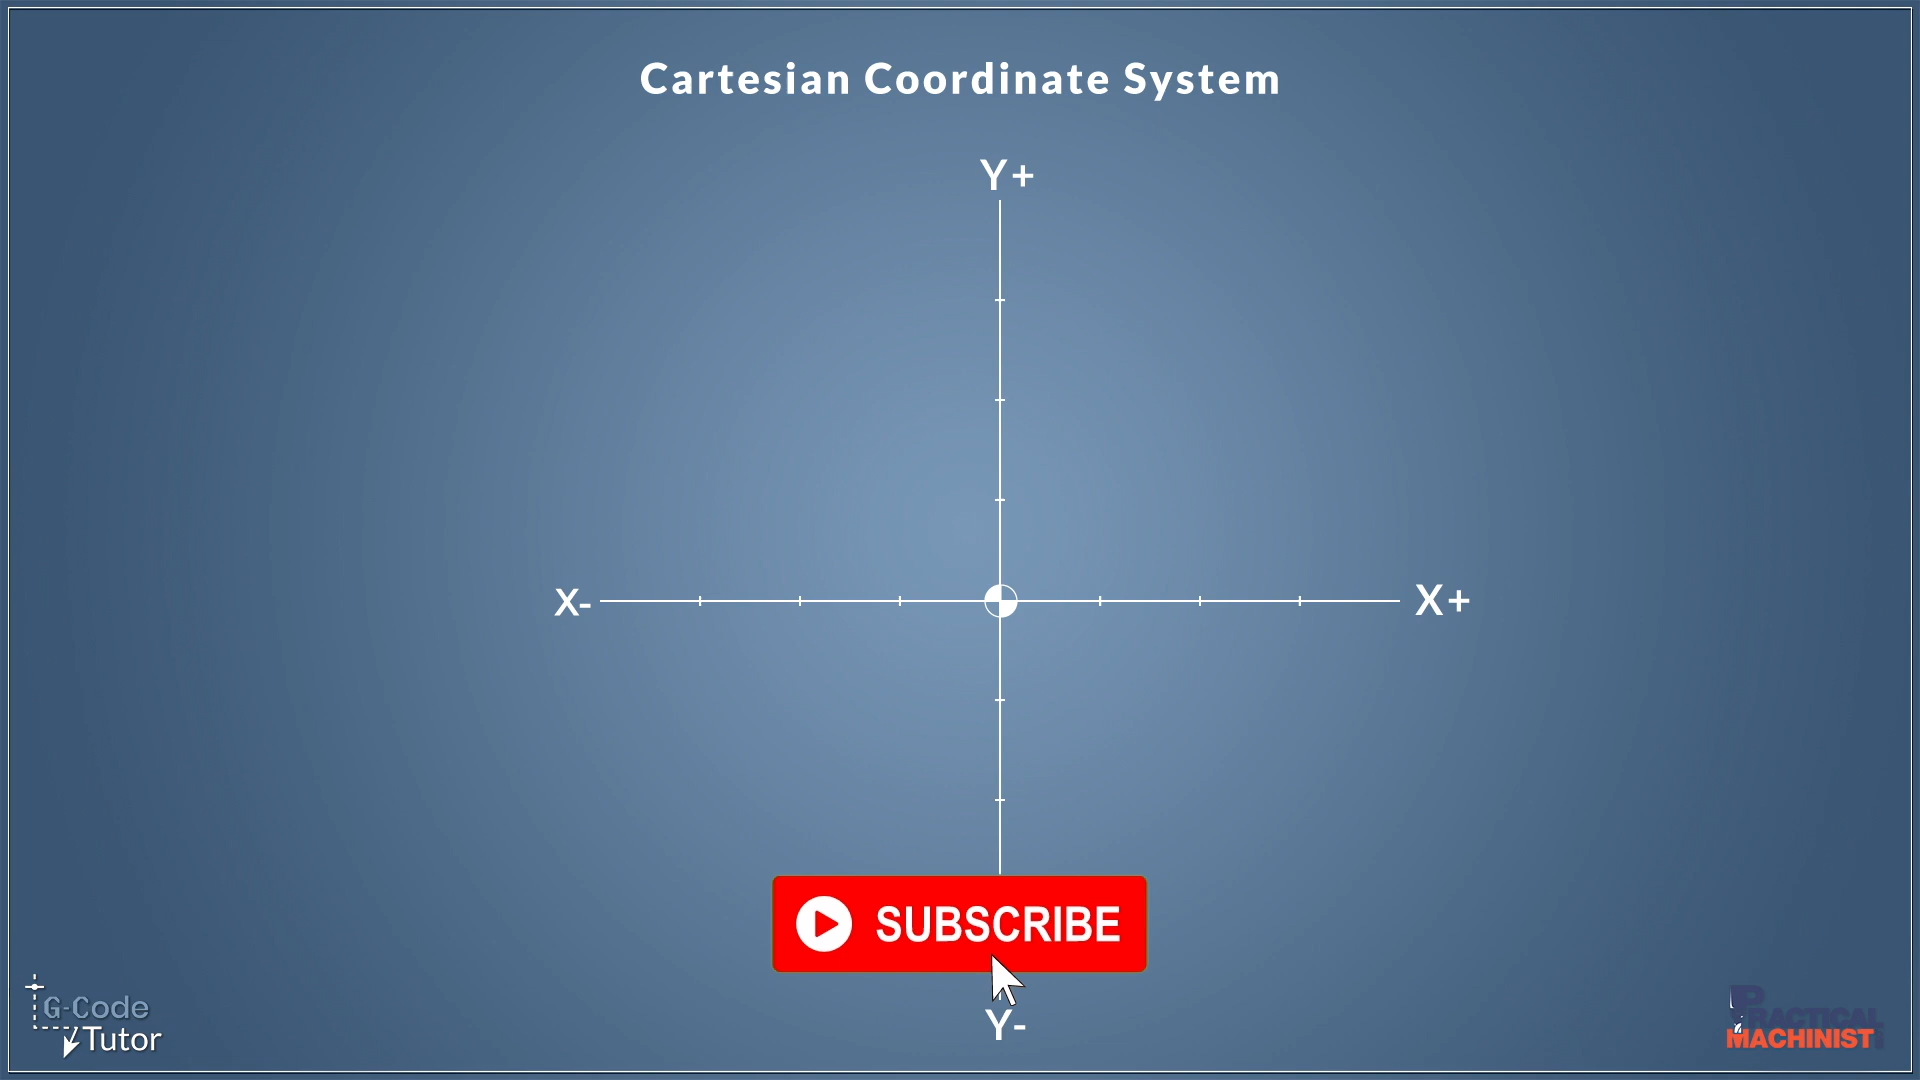 Cartesian Coordinate System
Y+
X-
X+
SUBSCRIBE
Y-
G-Code
Tutor
PRACTICAL
MACHINIST